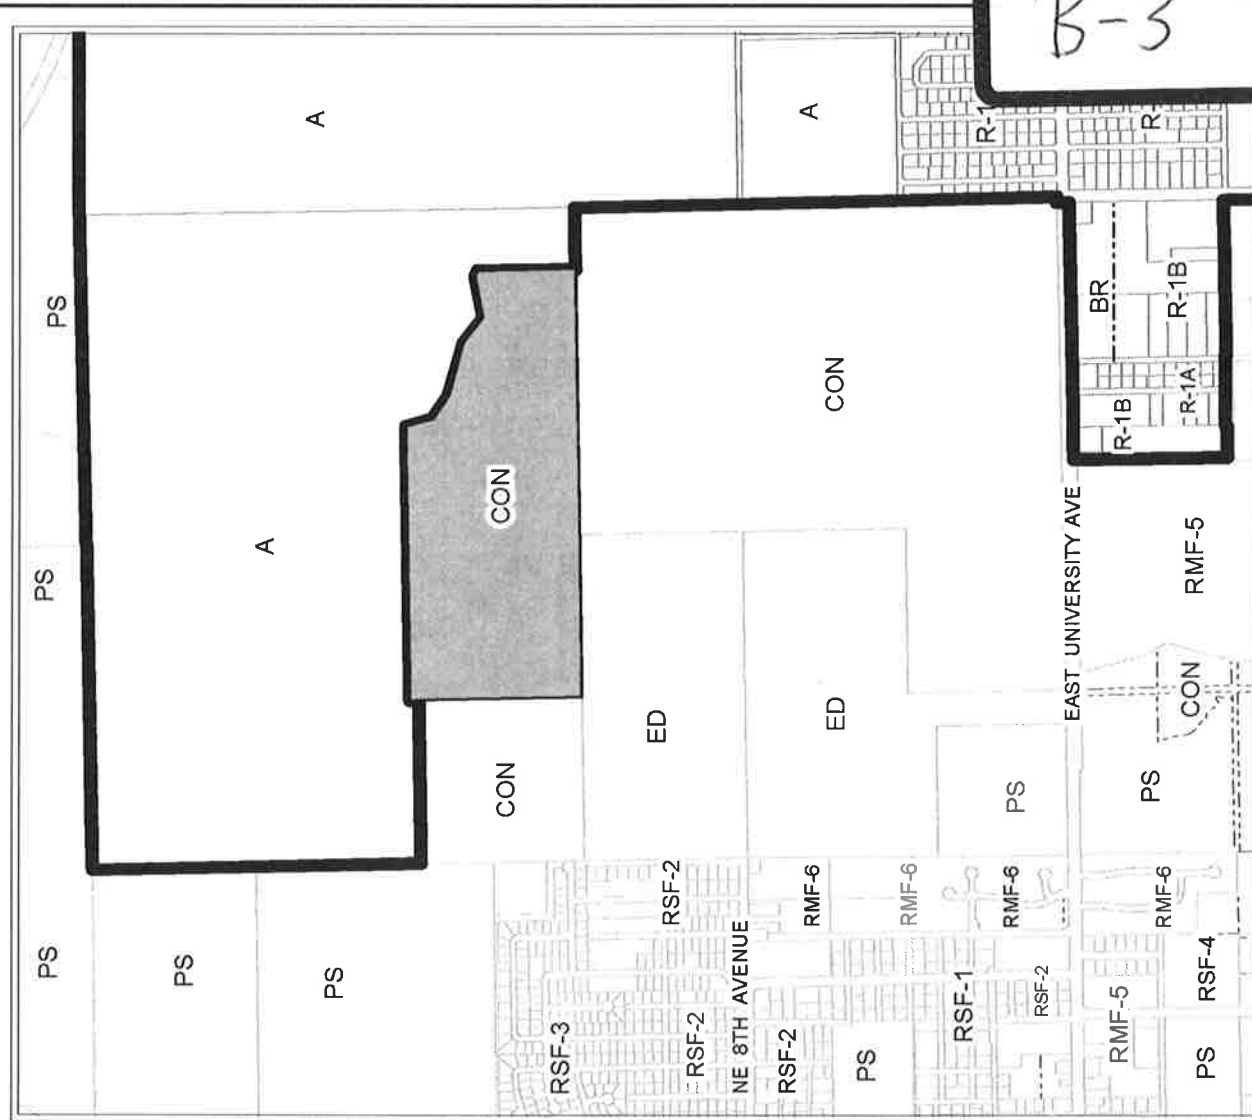 B-3
A
A
R-1
R-
PS
BR
R-1B
CON
R-1A
R-1B
CON
A
PS
EAST UNIVERSITY AVE
RMF-5
CON
ED
ED
CON
PS
PS
RSF-2
RMF-6
RMF-6
RMF-6
RMF-6
PS
PS
PS
NE 8TH AVENUE
RSF-4
RSF-2
RSF-1
RMF-5
RSF-3
RSF-2
RSF-2
PS
PS